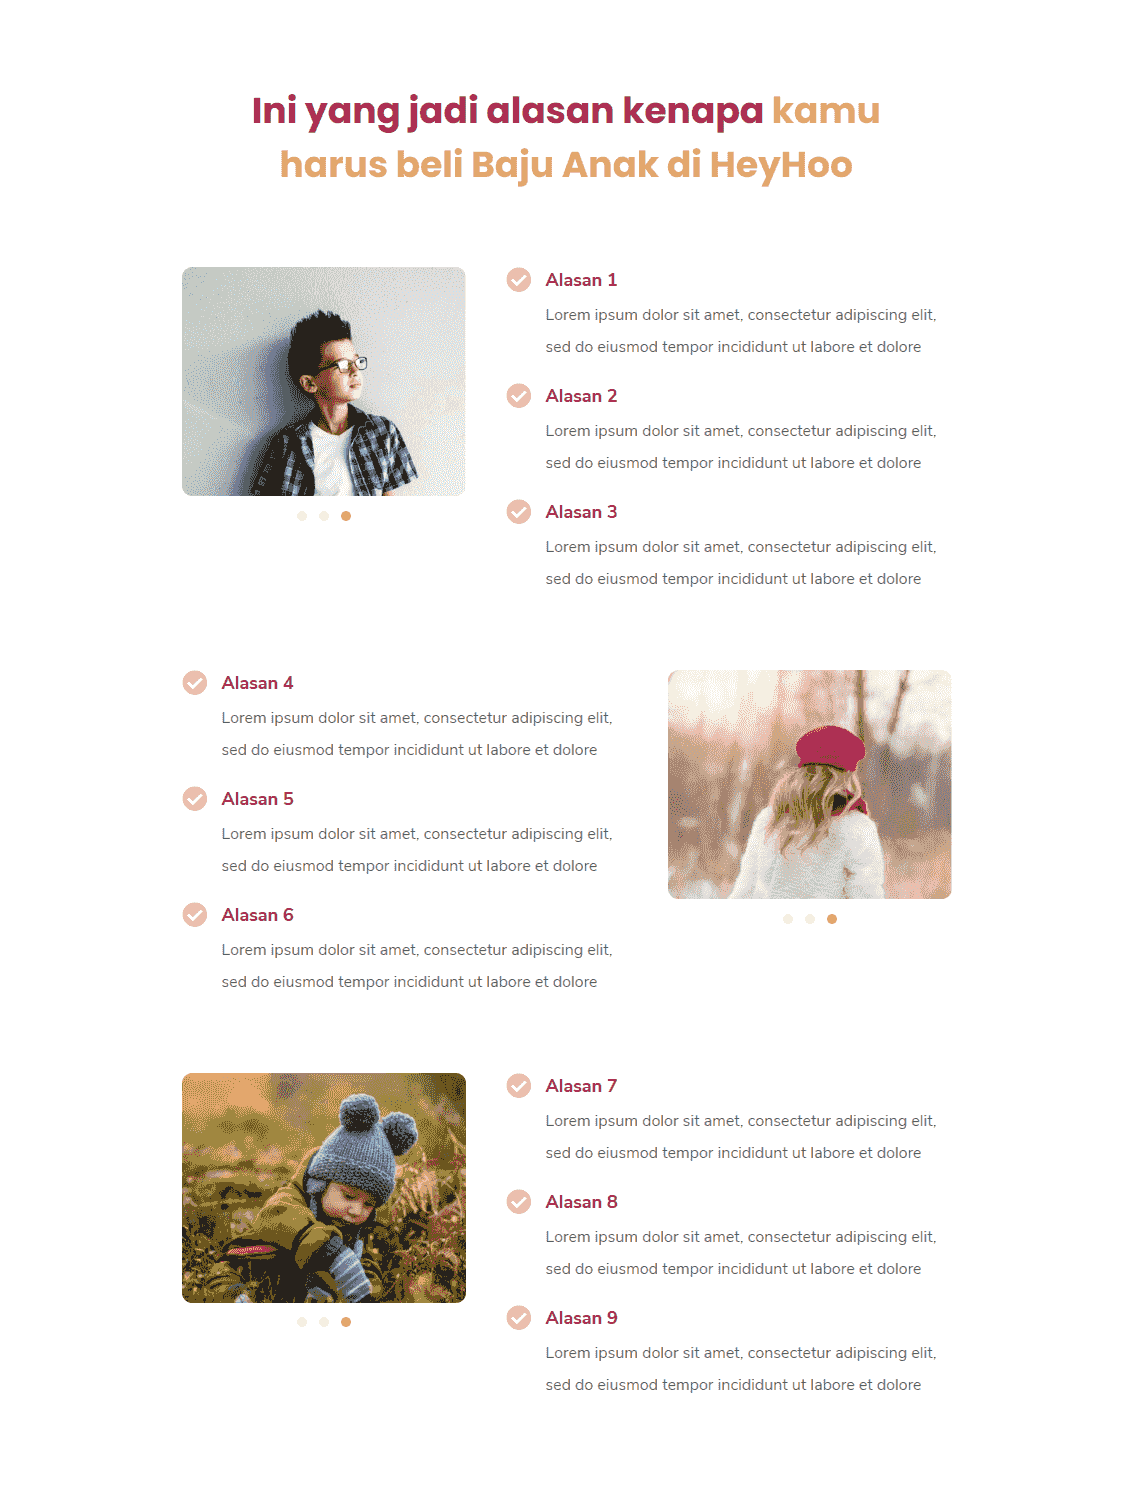 Ini yang jadi alasan kenapa kamu
harus beli Baju Anak di HeyHoo
Alasan 1
Lorem ipsum dolor sit amet, consectetur adipiscing elit,
sed do eiusmod tempor incididunt ut labore et dolore
Alasan 2
Lorem ipsum dolor sit amet, consectetur adipiscing elit,
sed do eiusmod tempor incididunt ut labore et dolore
Alasan 3
Lorem ipsum dolor sit amet, consectetur adipiscing elit,
sed do eiusmod tempor incididunt ut labore et dolore
Alasan 4
Lorem ipsum dolor sit amet, consectetur adipiscing elit,
sed do eiusmod tempor incididunt ut labore et dolore
Alasan 5
Lorem ipsum dolor sit amet, consectetur adipiscing elit,
sed do eiusmod tempor incididunt ut labore et dolore
Alasan 6
Lorem ipsum dolor sit amet, consectetur adipiscing elit,
sed do eiusmod tempor incididunt ut labore et dolore
Alasan 7
Lorem ipsum dolor sit amet, consectetur adipiscing elit,
sed do eiusmod tempor incididunt ut labore et dolore
Alasan 8
Lorem ipsum dolor sit amet, consectetur adipiscing elit,
sed do eiusmod tempor incididunt ut labore et dolore
Alasan 9
Lorem ipsum dolor sit amet, consectetur adipiscing elit,
sed do eiusmod tempor incididunt ut labore et dolore